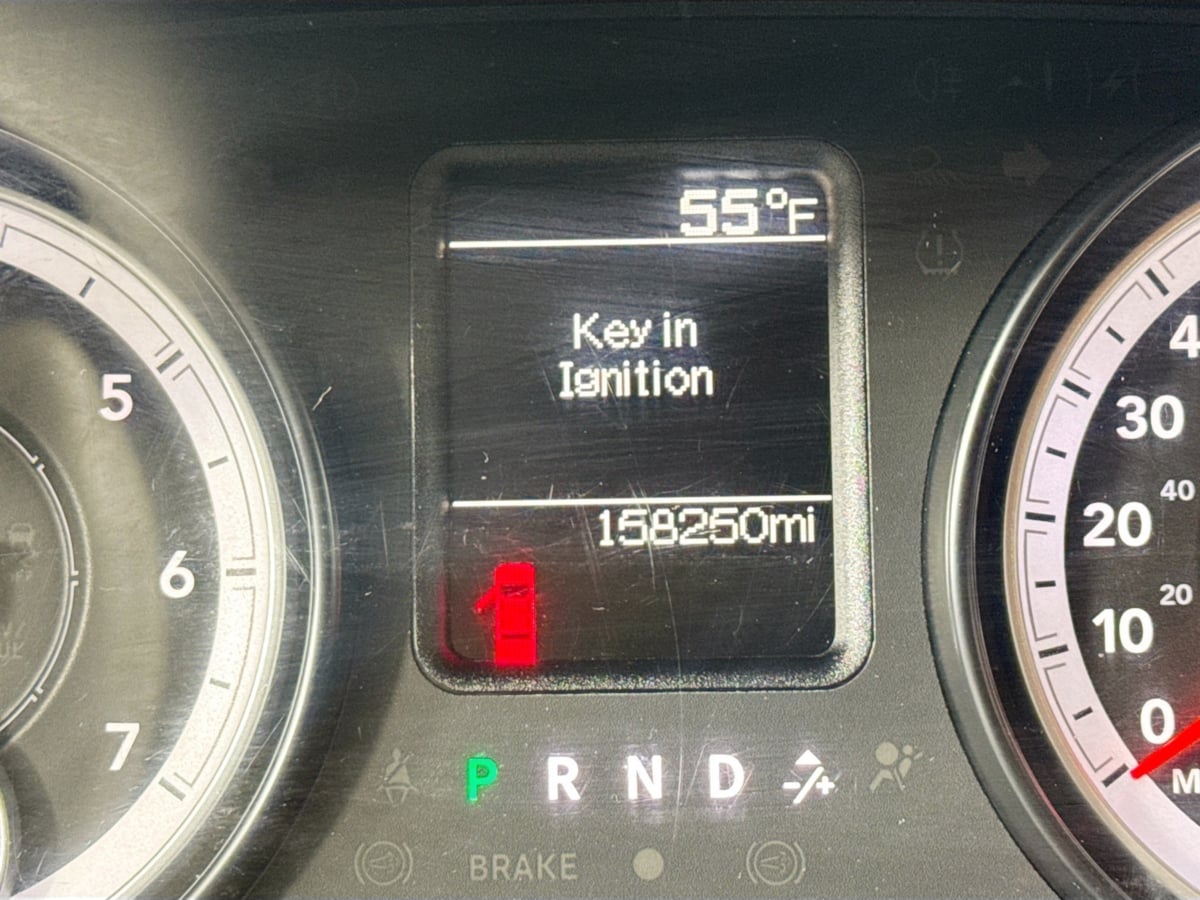 55°F
Key in
Ignition
158250mi
P R N D -/+
BRAKE
5
6
7
4
30
40
20
20
10
0
M